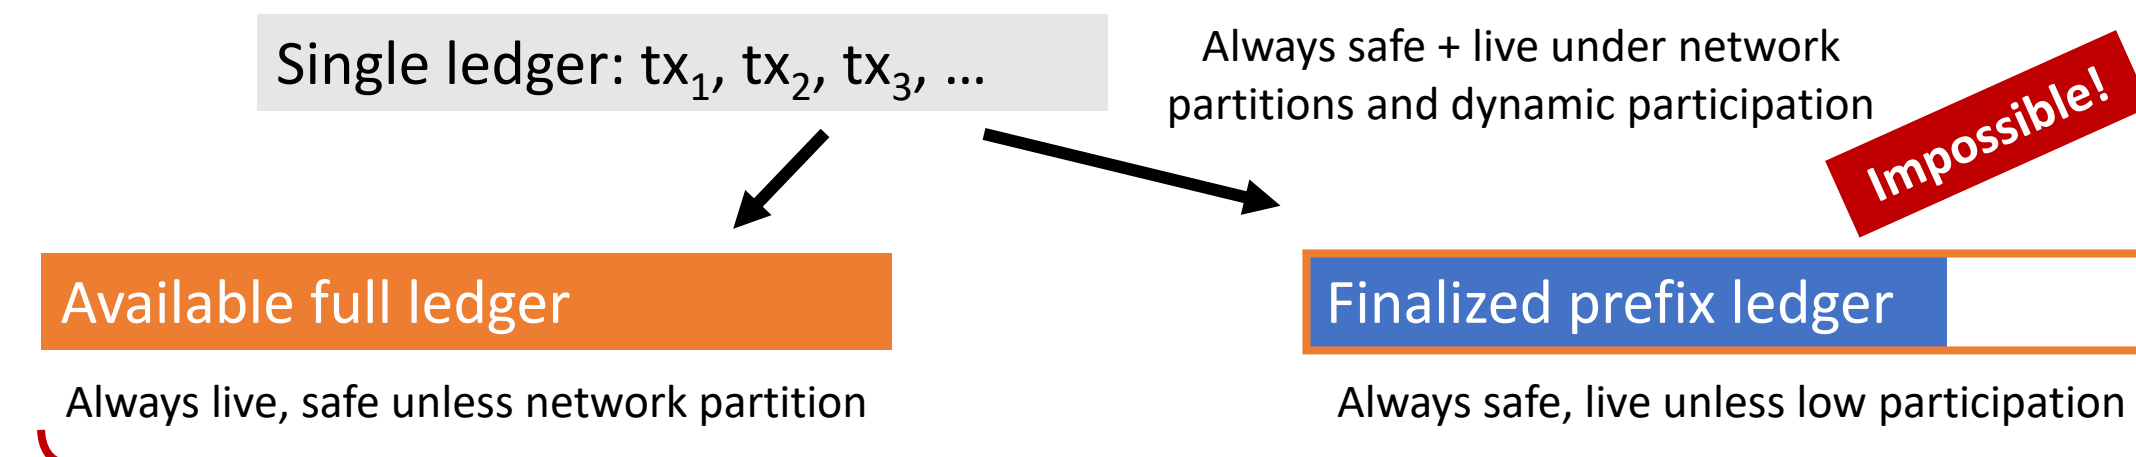 Single ledger: tx₁, tx₂, tx₃, ...
Always safe + live under network
partitions and dynamic participation
Impossible!
Available full ledger
Finalized prefix ledger
Always live, safe unless network partition
Always safe, live unless low participation